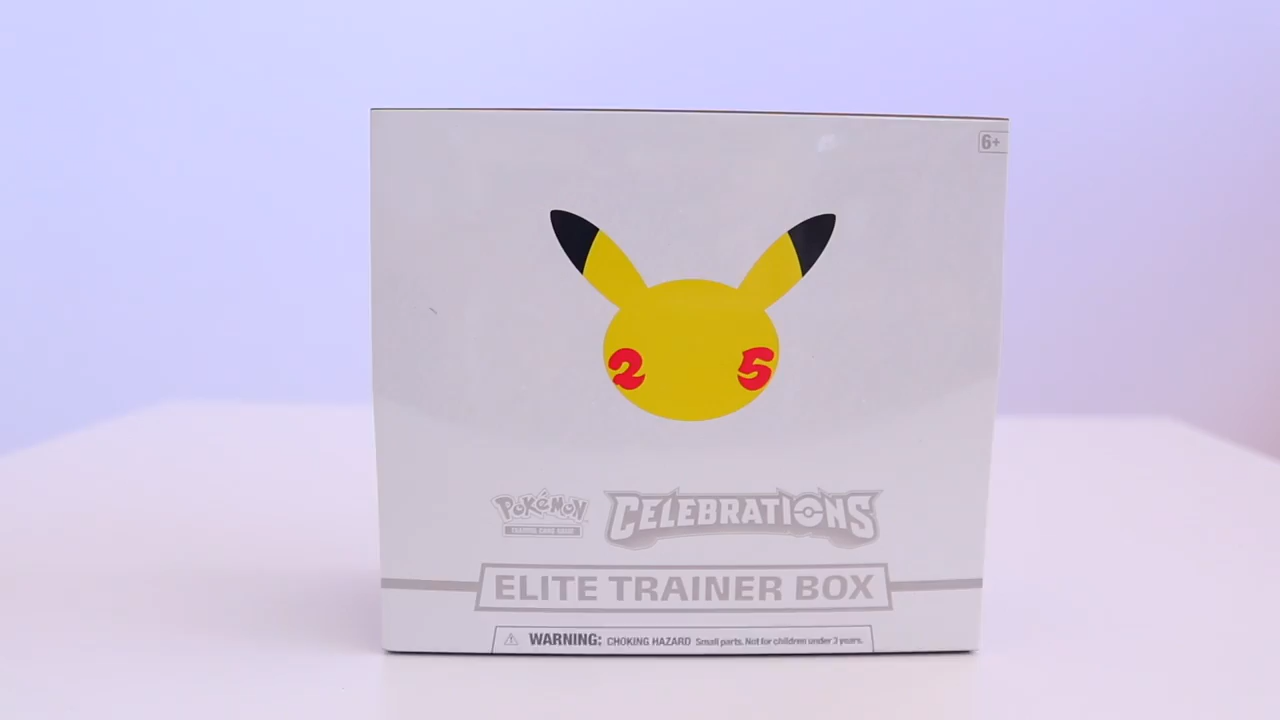 6+
2 5
POKéMON
TRADING CARD GAME
CELEBRATIONS
ELITE TRAINER BOX
WARNING: CHOKING HAZARD Small parts. Not for children under 3 years.